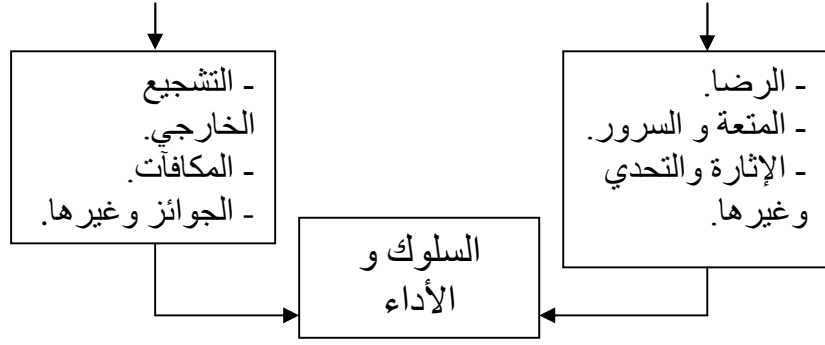 - الرضا.
- المتعة و السرور.
- الإثارة والتحدي
وغيرها.
- التشجيع
الخارجي.
- المكافآت.
- الجوائز وغيرها.
السلوك و
الأداء